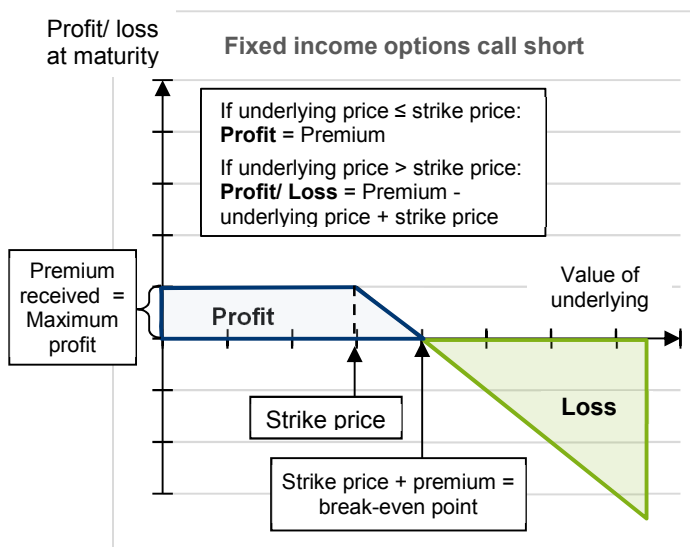 Profit/ loss
at maturity
Fixed income options call short
If underlying price ≤ strike price:
Profit = Premium
If underlying price > strike price:
Profit/ Loss = Premium -
underlying price + strike price
Premium
received =
Maximum
profit
Profit
Value of
underlying
Strike price
Loss
Strike price + premium =
break-even point